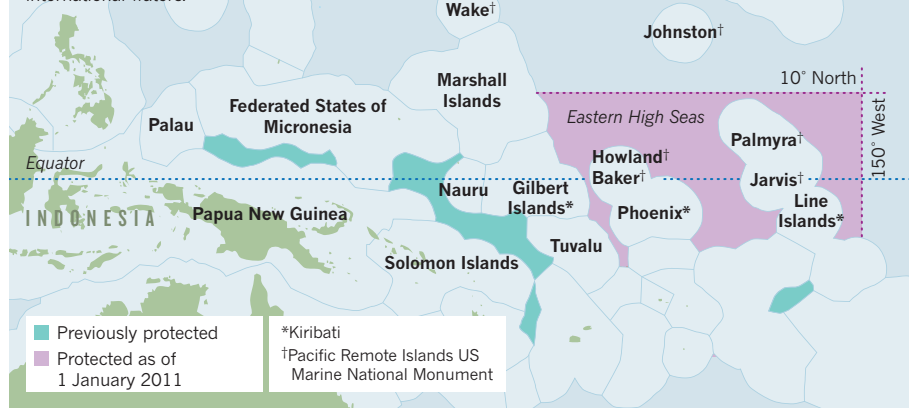 Wake†
Johnston†
10° North
Marshall
Islands
Federated States of
Micronesia
Eastern High Seas
150° West
Palau
Palmyra†
Equator
Howland†
Baker†
Jarvis†
Nauru
Gilbert
Islands*
Line
Islands*
INDONESIA
Papua New Guinea
Phoenix*
Tuvalu
Solomon Islands
Previously protected
Protected as of
1 January 2011
*Kiribati
†Pacific Remote Islands US
Marine National Monument